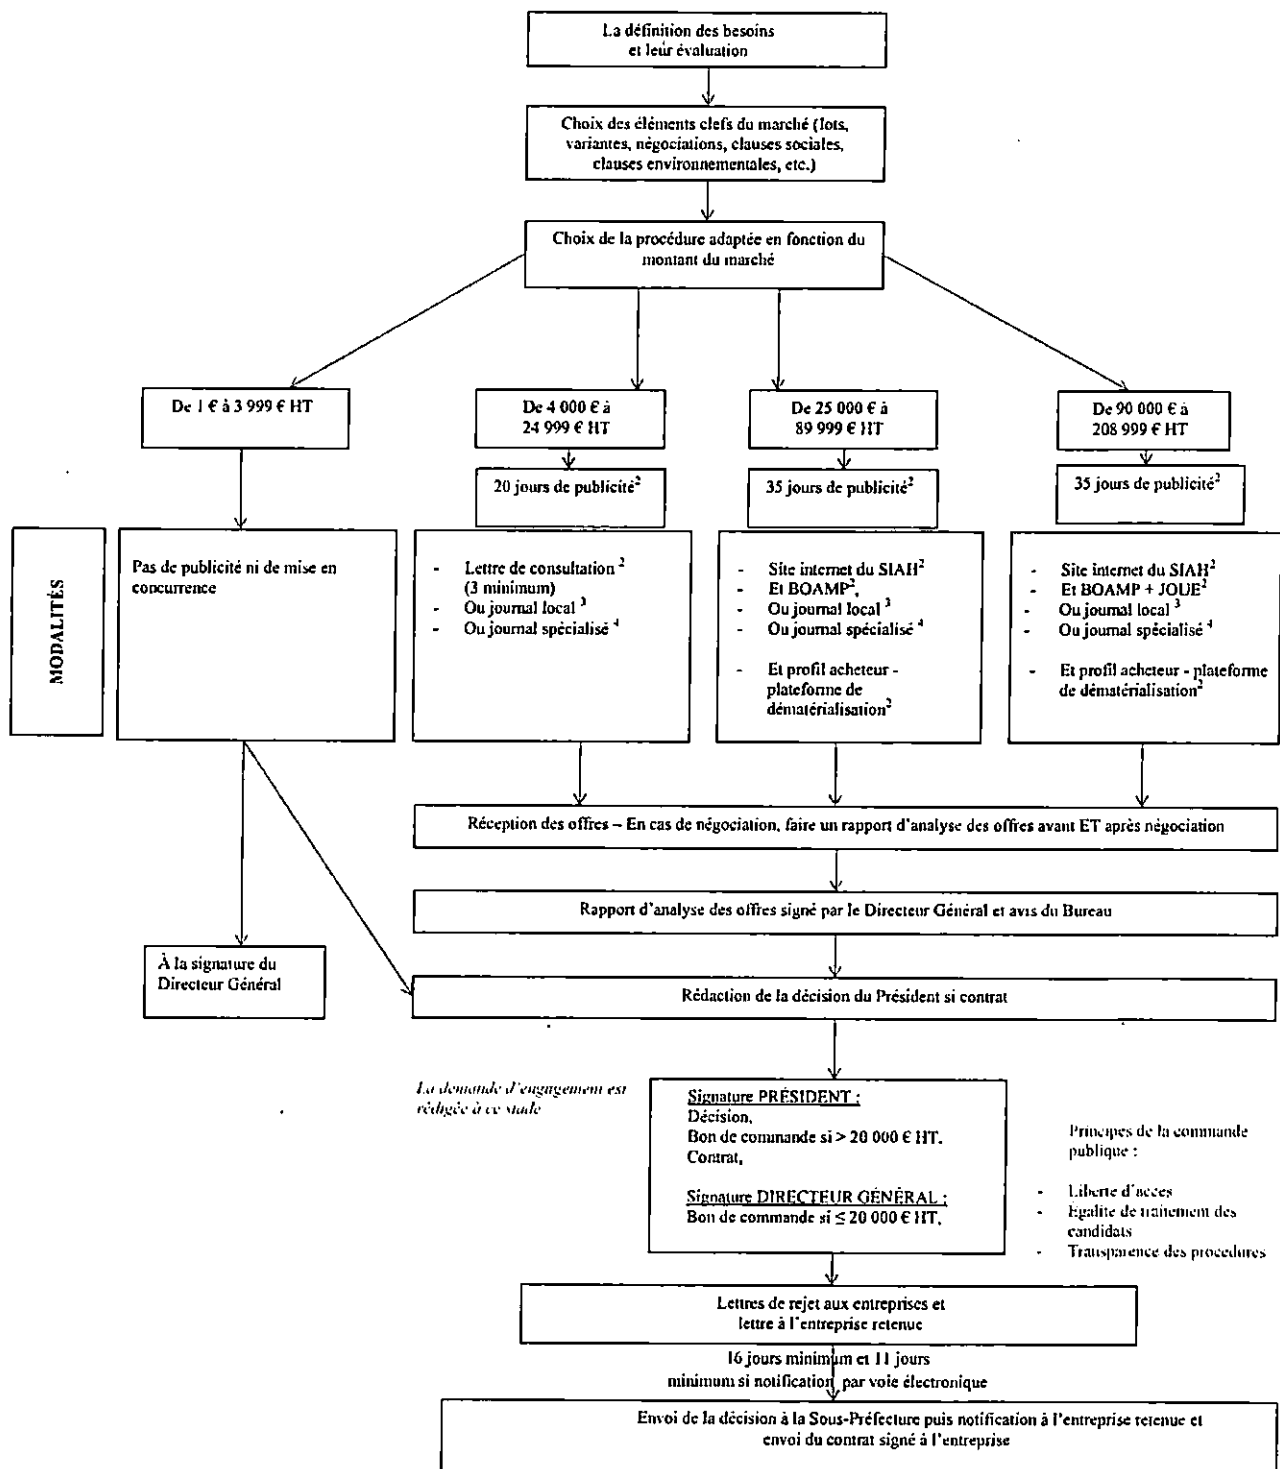 La définition des besoins
et leur évaluation
Choix des éléments clefs du marché (lots,
variantes, négociations, clauses sociales,
clauses environnementales, etc.)
Choix de la procédure adaptée en fonction du
montant du marché
De 1 € à 3 999 € HT
De 4 000 € à
24 999 € HT
De 25 000 € à
89 999 € HT
De 90 000 € à
208 999 € HT
20 jours de publicité²
35 jours de publicité²
35 jours de publicité²
MODALITÉS
Pas de publicité ni de mise en
concurrence
- Lettre de consultation ²
(3 minimum)
- Ou journal local ³
- Ou journal spécialisé ⁴
- Site internet du SIAH²
- Et BOAMP²,
- Ou journal local ³
- Ou journal spécialisé ⁴
- Et profil acheteur -
plateforme de
dématérialisation²
- Site internet du SIAH²
- Et BOAMP + JOUE²
- Ou journal local ³
- Ou journal spécialisé ⁴
- Et profil acheteur - plateforme
de dématérialisation²
Réception des offres – En cas de négociation, faire un rapport d'analyse des offres avant ET après négociation
Rapport d'analyse des offres signé par le Directeur Général et avis du Bureau
À la signature du
Directeur Général
Rédaction de la décision du Président si contrat
La demande d'engagement est
rédigée à ce stade
Signature PRÉSIDENT :
Décision,
Bon de commande si > 20 000 € HT,
Contrat,
Signature DIRECTEUR GÉNÉRAL :
Bon de commande si ≤ 20 000 € HT,
Principes de la commande
publique :
- Liberté d'accès
- Égalité de traitement des
candidats
- Transparence des procédures
Lettres de rejet aux entreprises et
lettre à l'entreprise retenue
16 jours minimum et 11 jours
minimum si notification par voie électronique
Envoi de la décision à la Sous-Préfecture puis notification à l'entreprise retenue et
envoi du contrat signé à l'entreprise